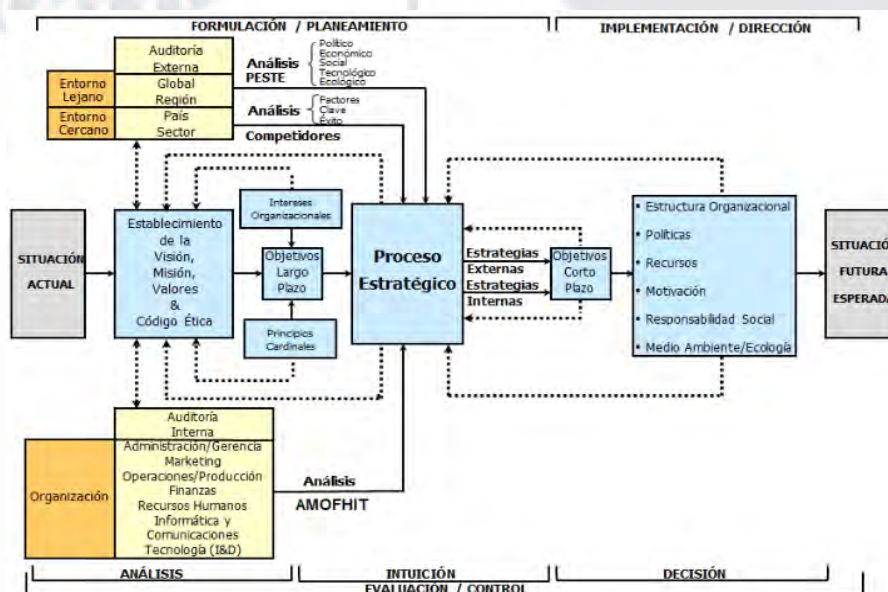 FORMULACIÓN / PLANEAMIENTO
IMPLEMENTACIÓN / DIRECCIÓN
Auditoría
Externa
Entorno
Lejano
Global
Región
Entorno
Cercano
País
Sector
Análisis
PESTE
Político
Económico
Social
Tecnológico
Ecológico
Análisis
Factores
Clave
Éxito
Competidores
SITUACIÓN
ACTUAL
Establecimiento
de la
Visión,
Misión,
Valores
&
Código Ética
Intereses
Organizacionales
Objetivos
Largo
Plazo
Principios
Cardinales
Proceso
Estratégico
Estrategias
Externas
Estrategias
Internas
Objetivos
Corto
Plazo
• Estructura Organizacional
• Políticas
• Recursos
• Motivación
• Responsabilidad Social
• Medio Ambiente/Ecología
SITUACIÓN
FUTURA
ESPERADA
Auditoría
Interna
Organización
Administración/Gerencia
Marketing
Operaciones/Producción
Finanzas
Recursos Humanos
Informática y
Comunicaciones
Tecnología (I&D)
Análisis
AMOFHIT
ANÁLISIS
INTUICIÓN
DECISIÓN
EVALUACIÓN / CONTROL